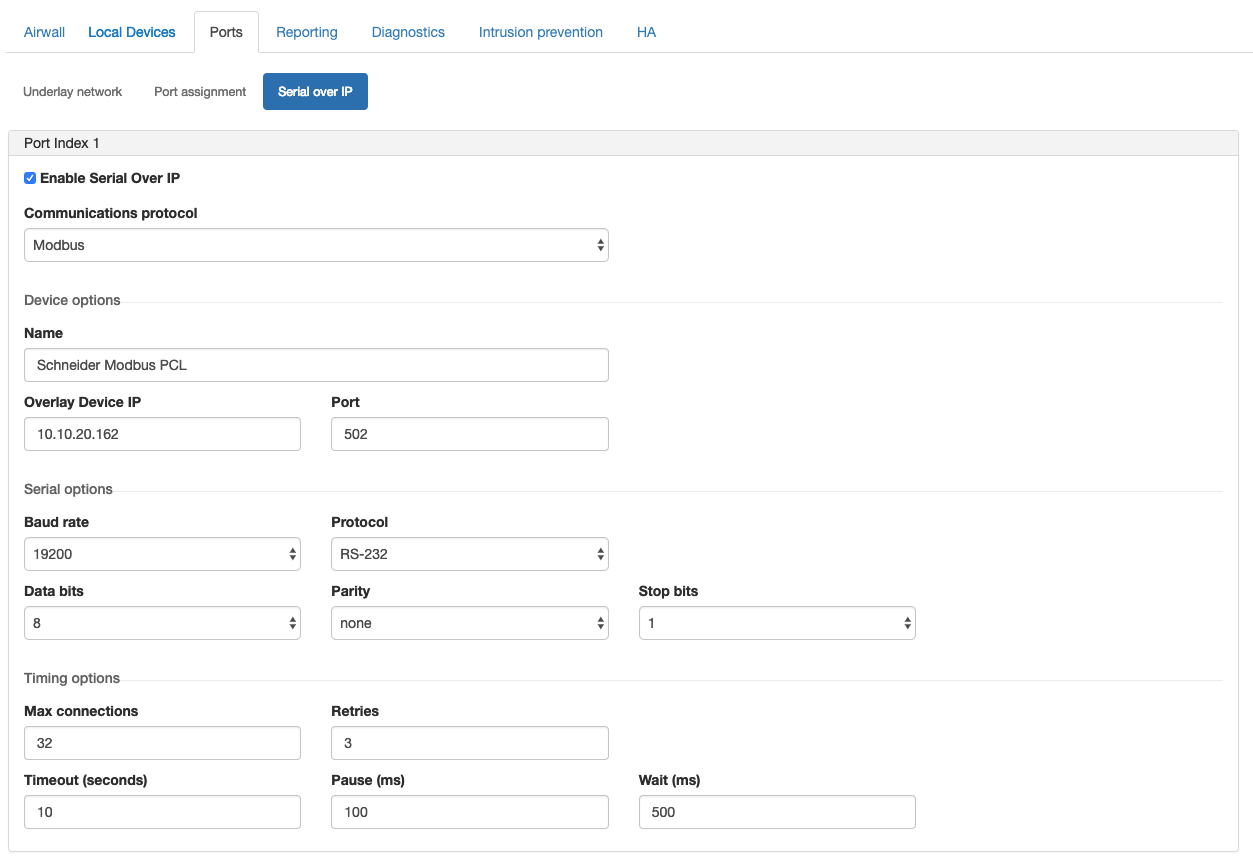 Airwall Local Devices Ports Reporting Diagnostics Intrusion prevention HA
Underlay network Port assignment Serial over IP
Port Index 1
Enable Serial Over IP
Communications protocol
Modbus
Device options
Name
Schneider Modbus PCL
Overlay Device IP Port
10.10.20.162 502
Serial options
Baud rate Protocol
19200 RS-232
Data bits Parity Stop bits
8 none 1
Timing options
Max connections Retries
32 3
Timeout (seconds) Pause (ms) Wait (ms)
10 100 500